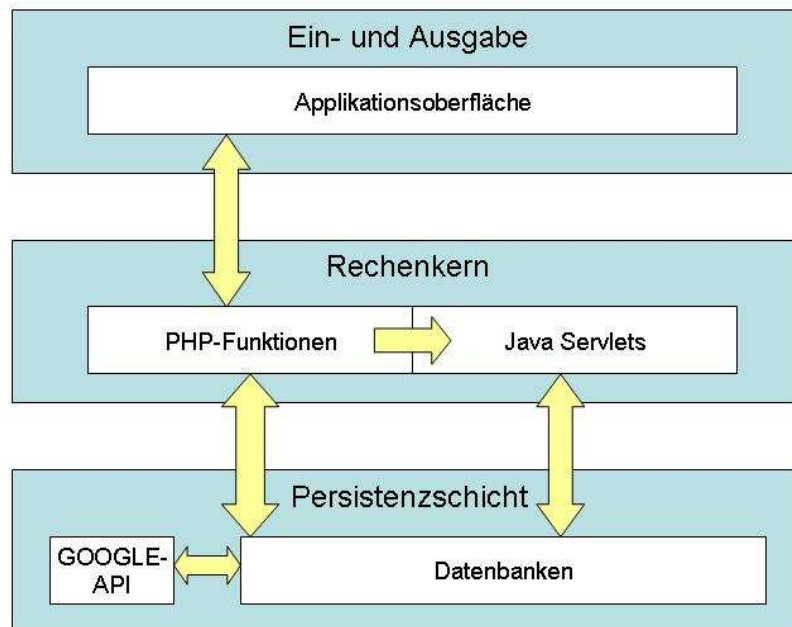 Ein- und Ausgabe
Applikationsoberfläche
Rechenkern
PHP-Funktionen
Java Servlets
Persistenzschicht
GOOGLE-
API
Datenbanken